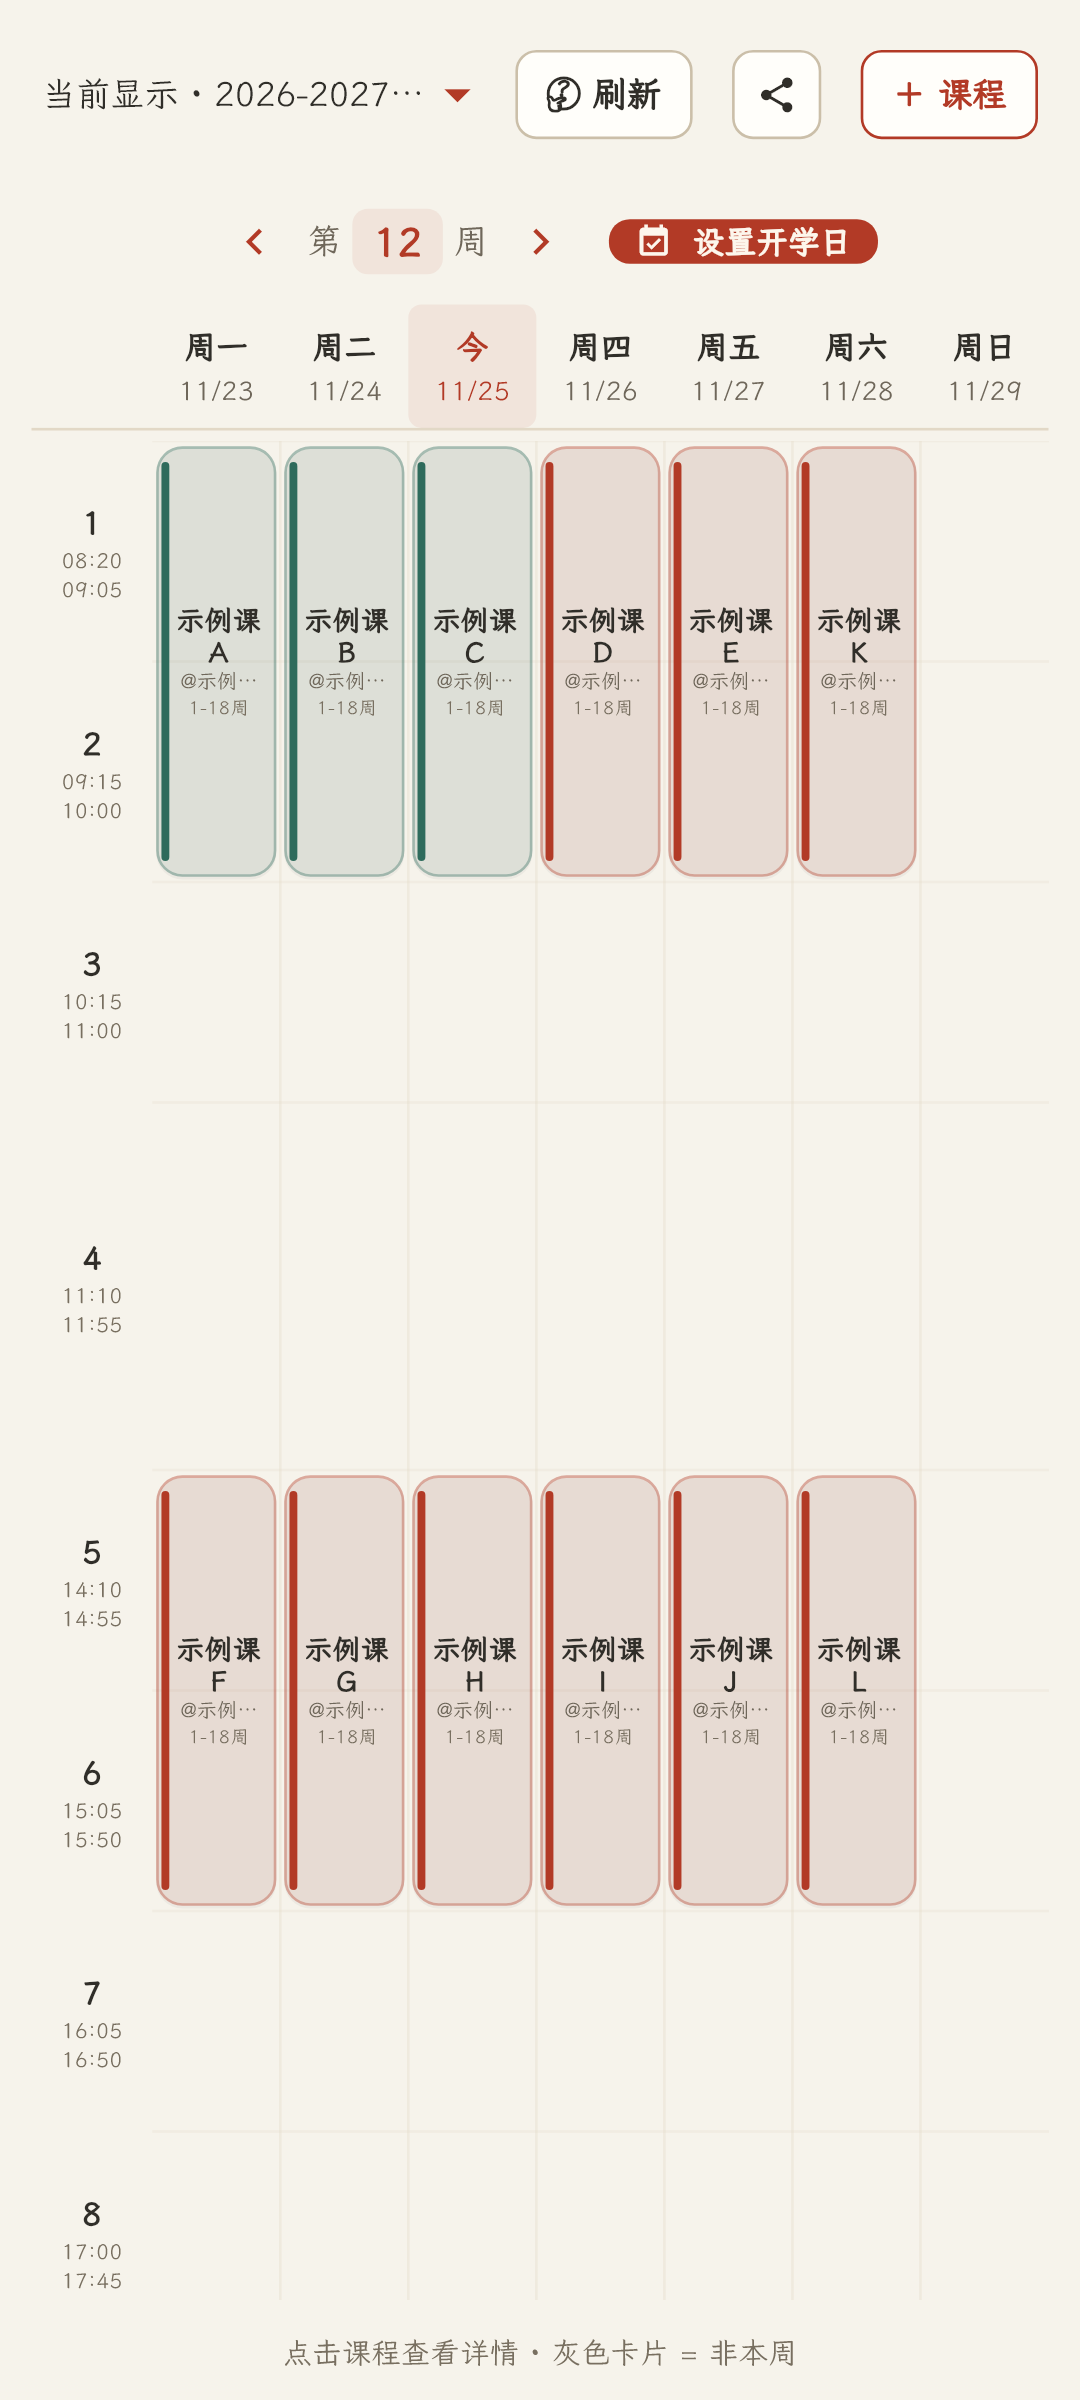 当前显示・2026-2027…
刷新
+ 课程
第 12 周
设置开学日
周一 周二 今 周四 周五 周六 周日
11/23 11/24 11/25 11/26 11/27 11/28 11/29
1
08:20
09:05
示例课 示例课 示例课 示例课 示例课 示例课
A B C D E K
@示例… @示例… @示例… @示例… @示例… @示例…
1-18周 1-18周 1-18周 1-18周 1-18周 1-18周
2
09:15
10:00
3
10:15
11:00
4
11:10
11:55
5
14:10
14:55
示例课 示例课 示例课 示例课 示例课 示例课
F G H I J L
@示例… @示例… @示例… @示例… @示例… @示例…
1-18周 1-18周 1-18周 1-18周 1-18周 1-18周
6
15:05
15:50
7
16:05
16:50
8
17:00
17:45
点击课程查看详情・灰色卡片 = 非本周